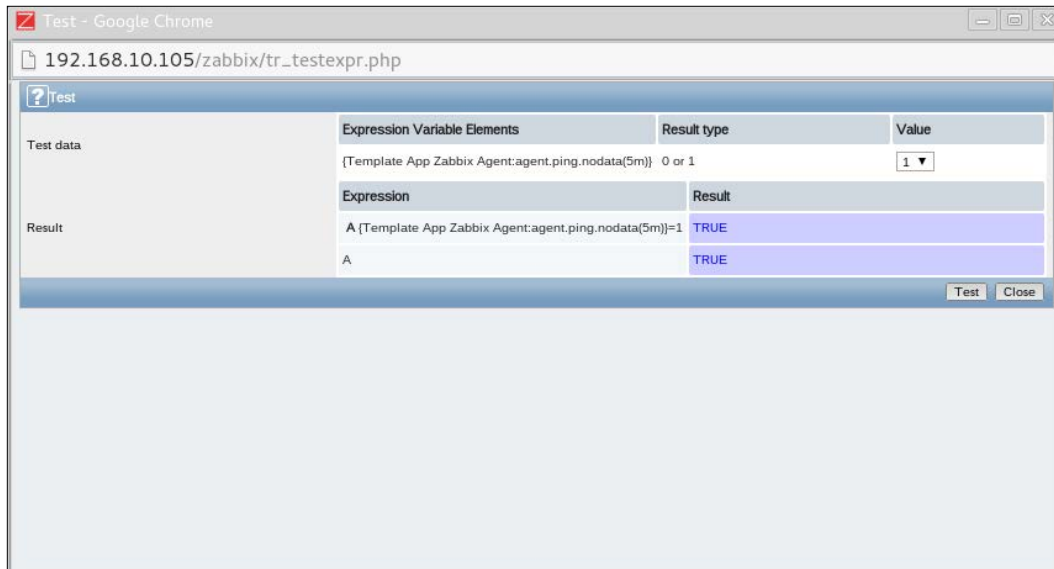 Test - Google Chrome
192.168.10.105/zabbix/tr_testexpr.php
?Test
Test data
Expression Variable Elements Result type Value
{Template App Zabbix Agent:agent.ping.nodata(5m)} 0 or 1 1 ▼
Result
Expression Result
A {Template App Zabbix Agent:agent.ping.nodata(5m)}=1 TRUE
A TRUE
Test Close